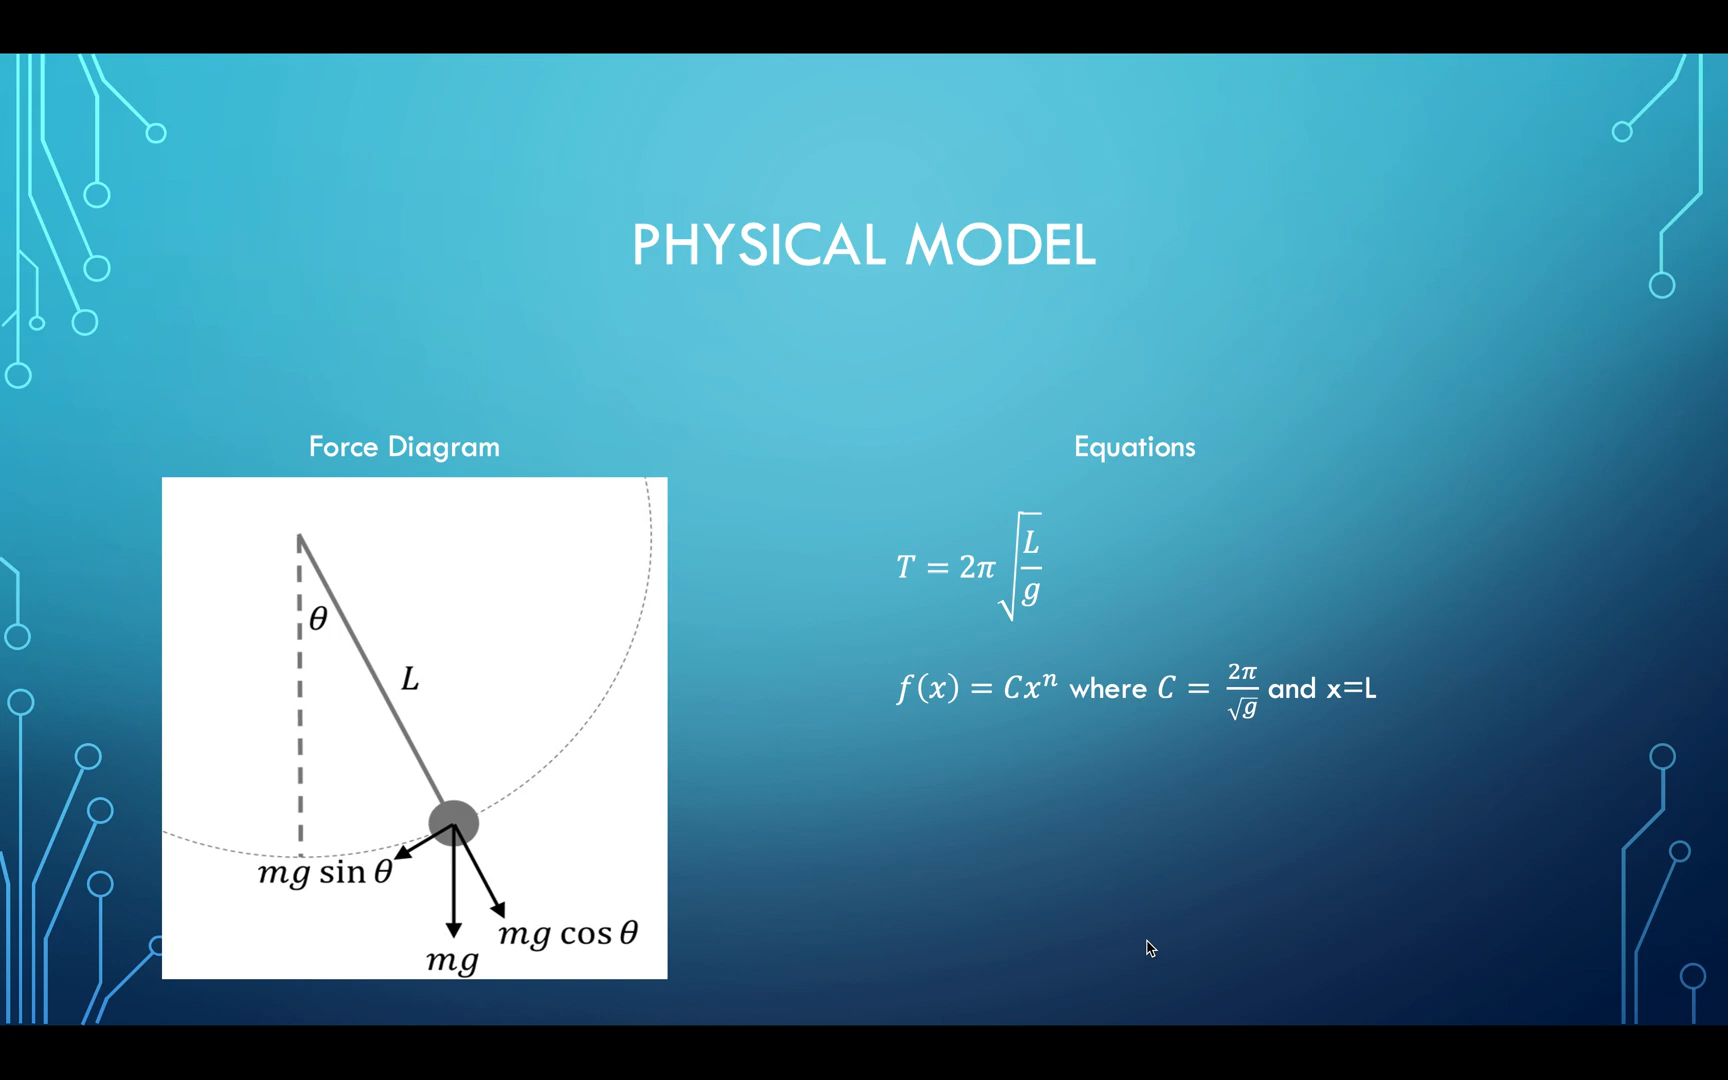 PHYSICAL MODEL
Force Diagram
θ
L
mg sin θ
mg cos θ
mg
Equations
T = 2π √(L/g)
f(x) = Cxⁿ where C = 2π/√g and x=L